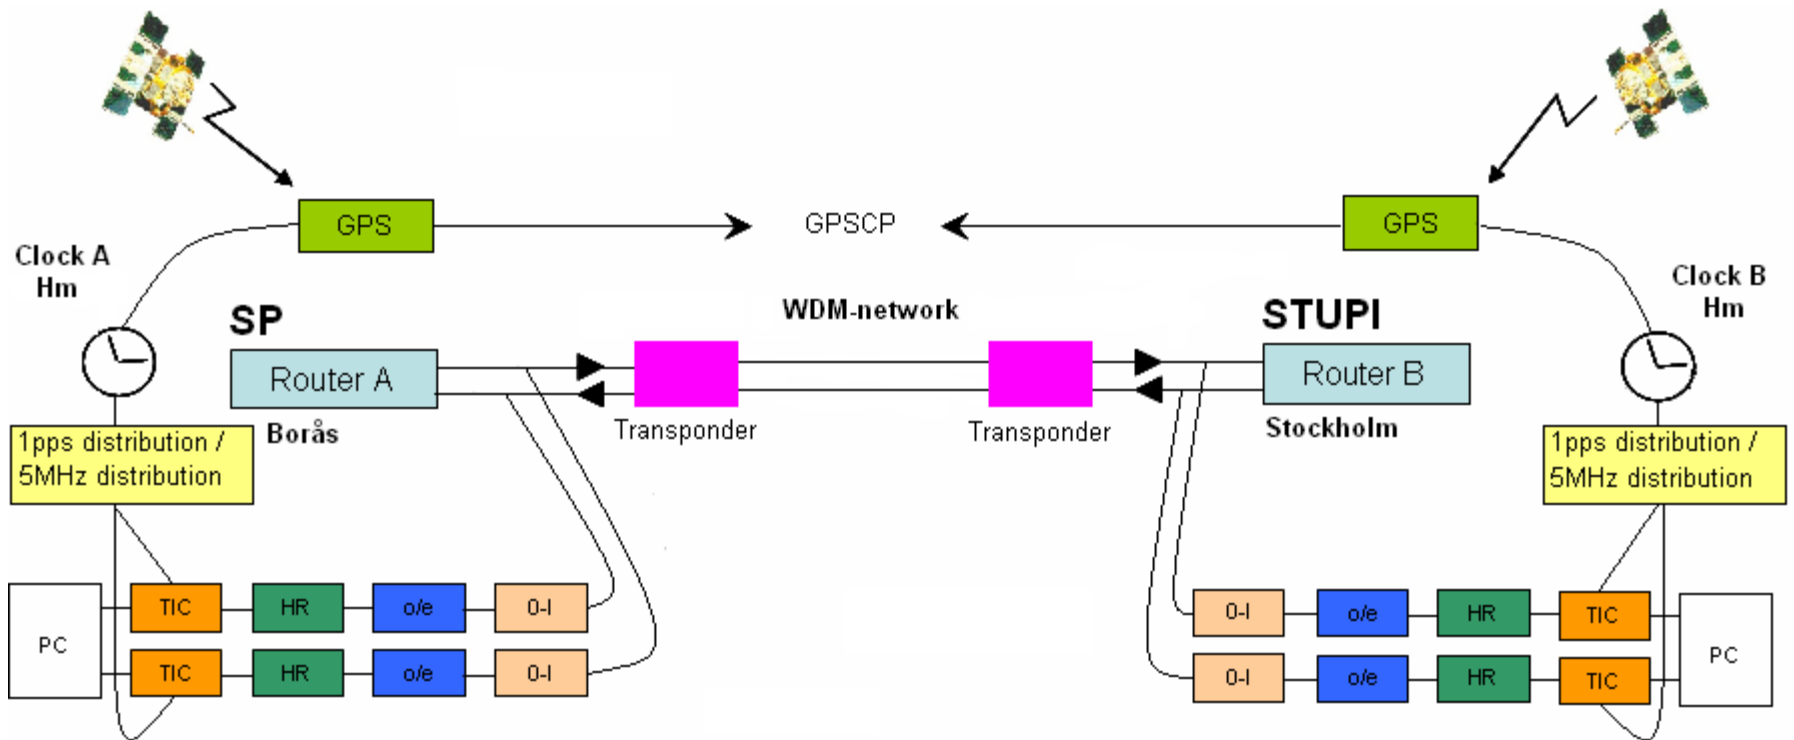 GPS
GPSCP
GPS
Clock A
Hm
Clock B
Hm
SP
WDM-network
STUPI
Router A
Router B
Borås
Transponder
Transponder
Stockholm
1pps distribution /
5MHz distribution
1pps distribution /
5MHz distribution
PC
TIC
HR
o/e
0-I
TIC
HR
o/e
0-I
0-I
o/e
HR
TIC
0-I
o/e
HR
TIC
PC